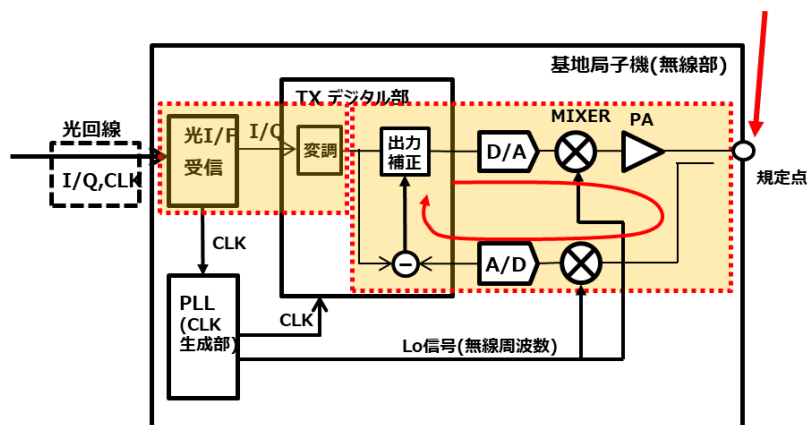 基地局子機(無線部)
TX デジタル部
MIXER
PA
光回線
光I/F
受信
I/Q
変調
出力
補正
D/A
I/Q,CLK
規定点
CLK
−
A/D
PLL
(CLK
生成部)
CLK
Lo信号(無線周波数)